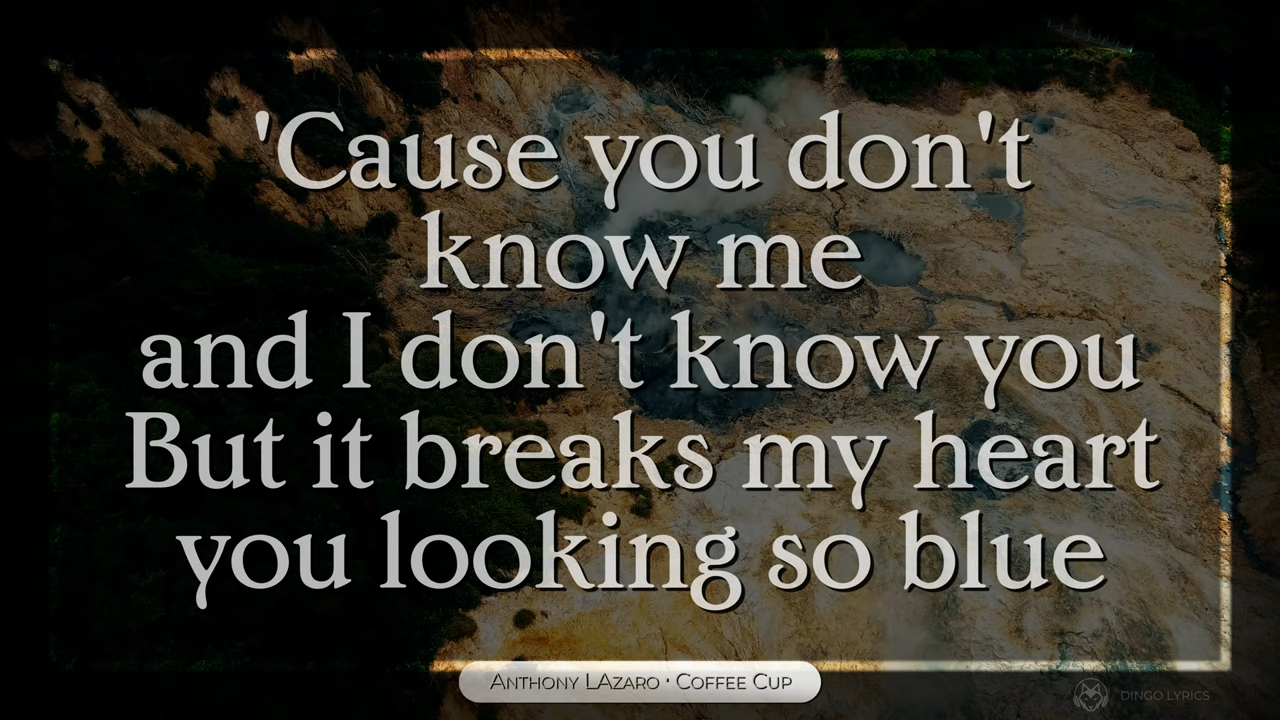 'Cause you don't
know me
and I don't know you
But it breaks my heart
you looking so blue
Anthony LAzaro • Coffee Cup
DINGO LYRICS